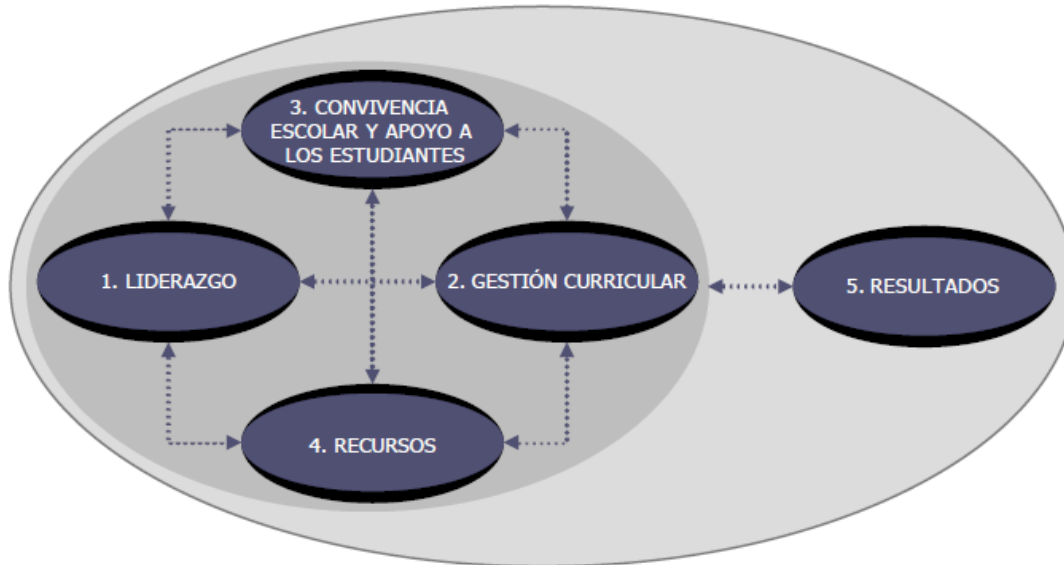 3. CONVIVENCIA
ESCOLAR Y APOYO A
LOS ESTUDIANTES
1. LIDERAZGO
2. GESTIÓN CURRICULAR
5. RESULTADOS
4. RECURSOS